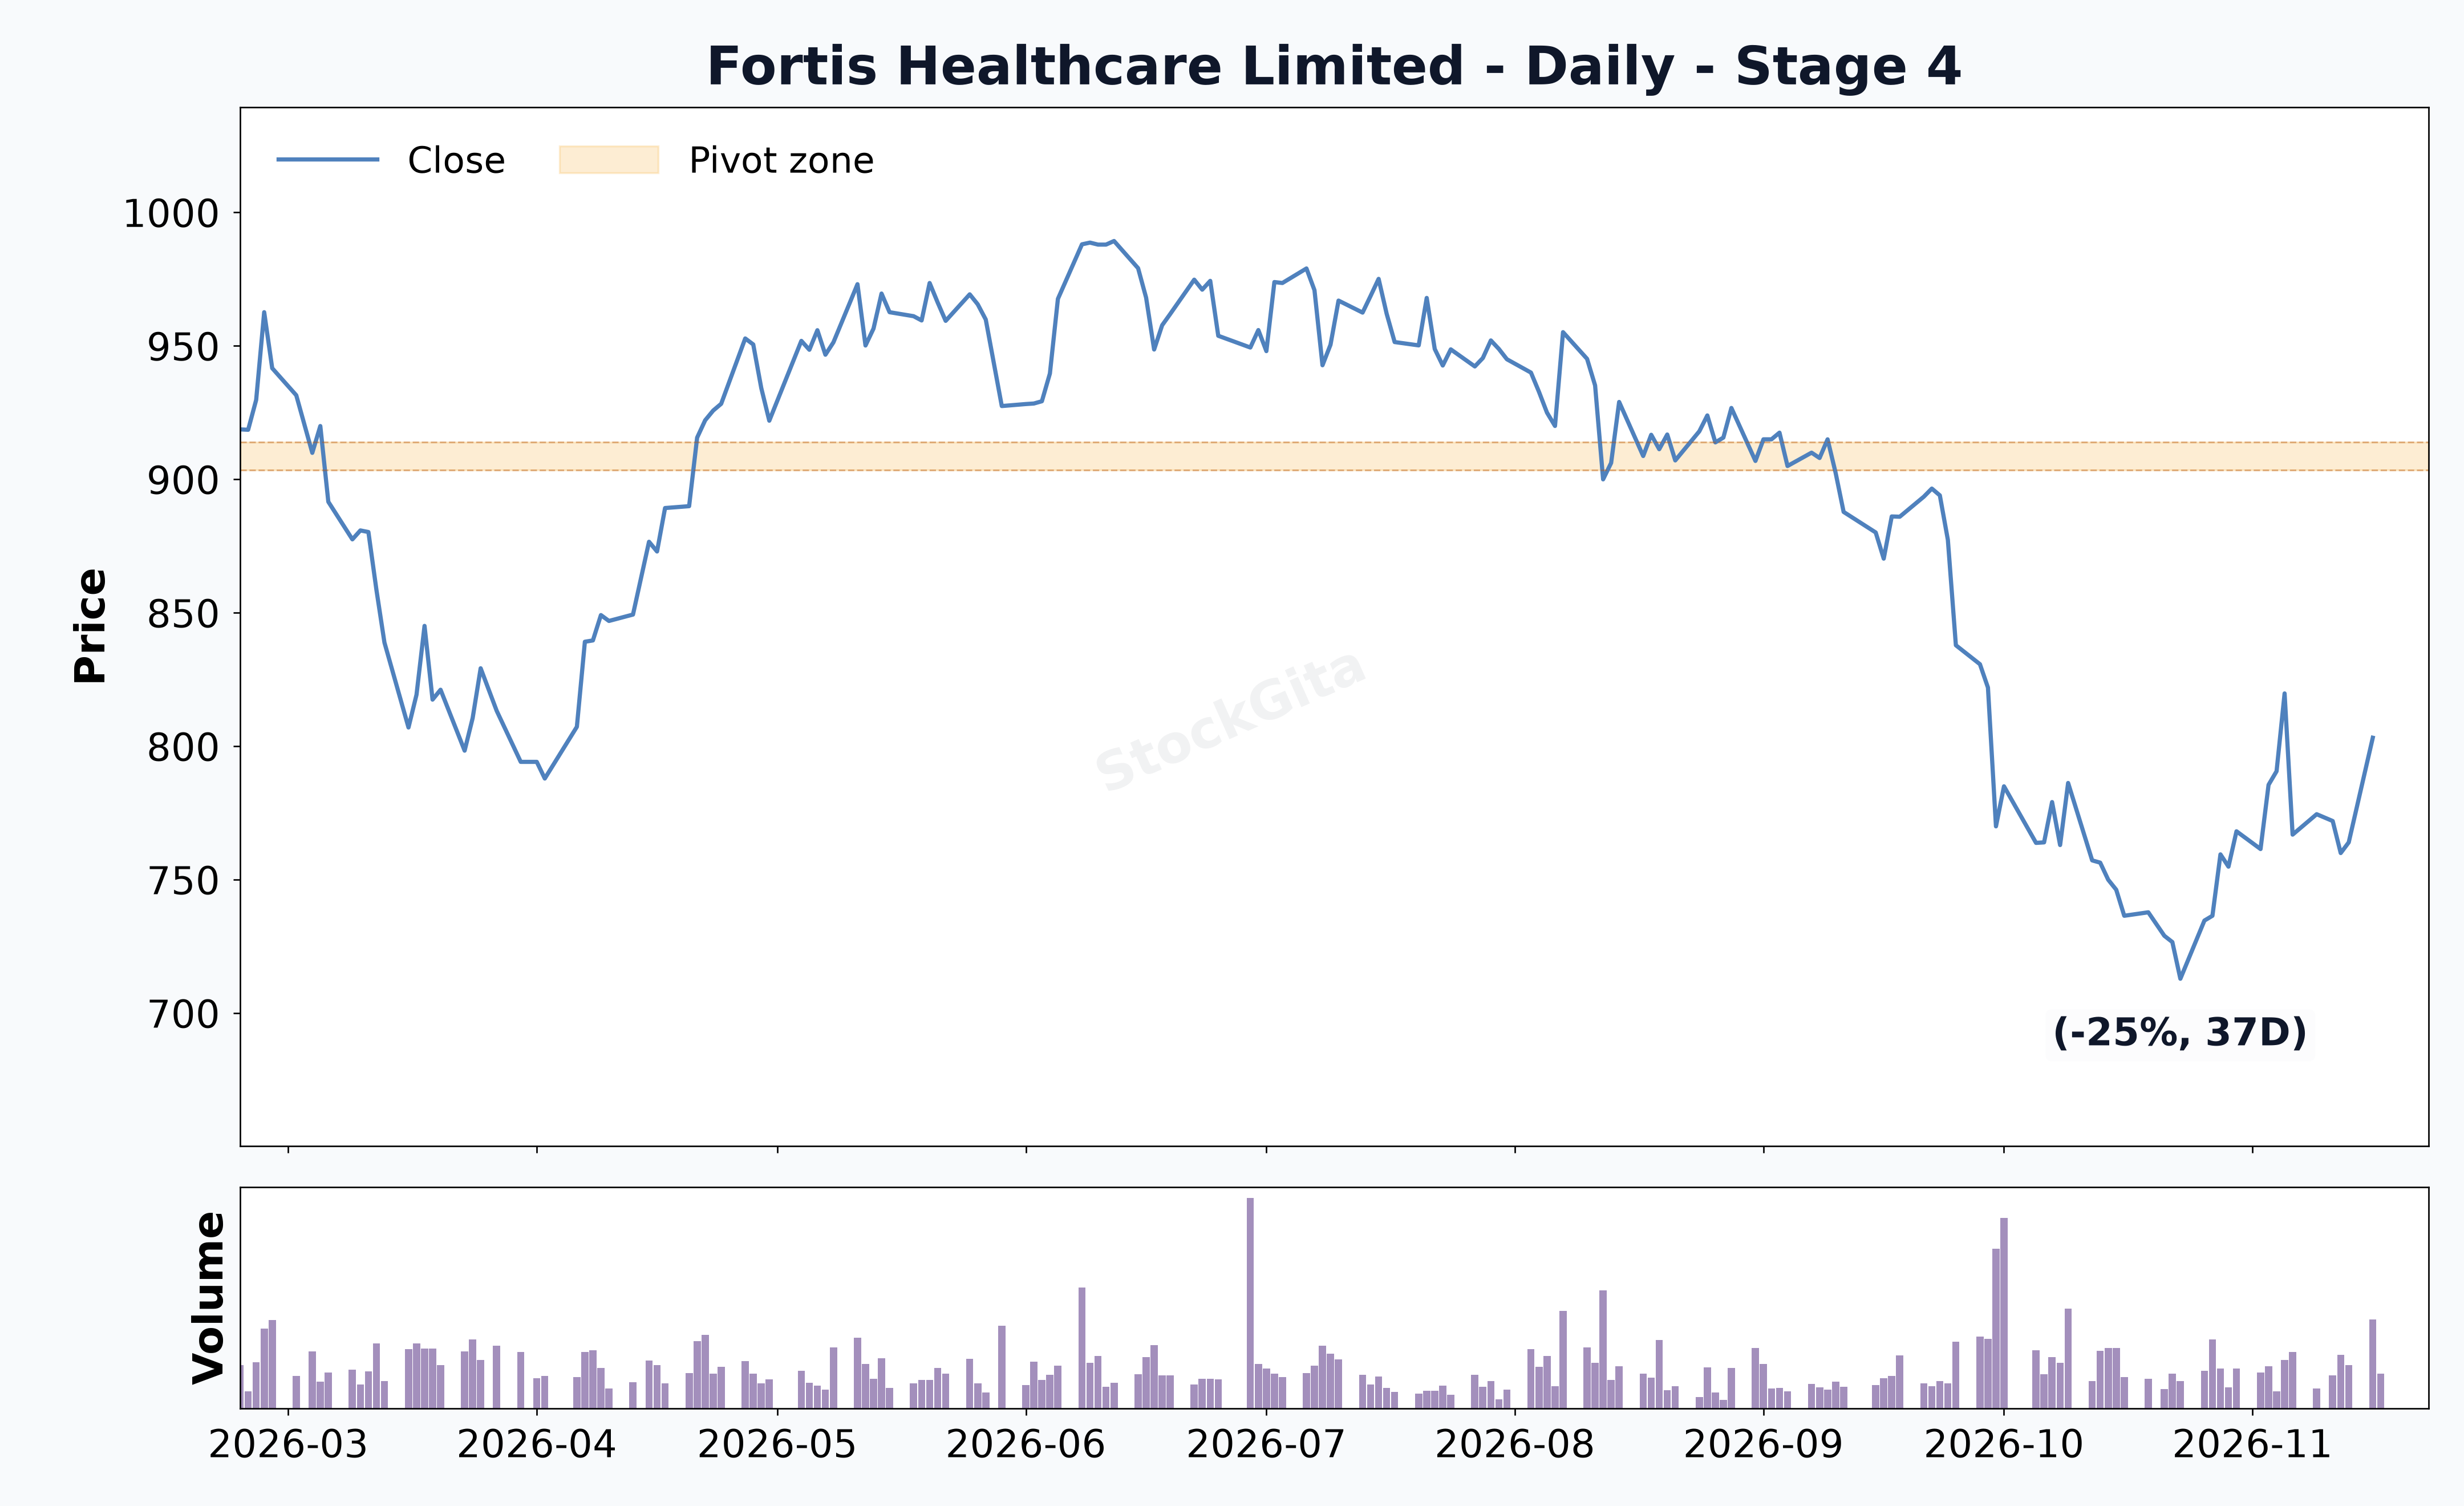 Fortis Healthcare Limited - Daily - Stage 4
Close
Pivot zone
1000
950
900
850
800
750
700
Price
StockGita
(-25%, 37D)
Volume
2026-03
2026-04
2026-05
2026-06
2026-07
2026-08
2026-09
2026-10
2026-11